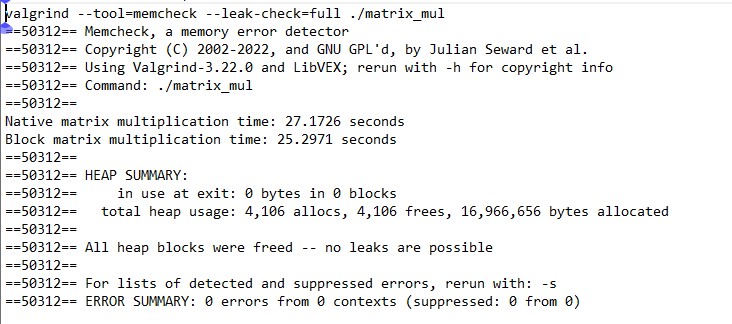 valgrind --tool=memcheck --leak-check=full ./matrix_mul
==50312== Memcheck, a memory error detector
==50312== Copyright (C) 2002-2022, and GNU GPL'd, by Julian Seward et al.
==50312== Using Valgrind-3.22.0 and LibVEX; rerun with -h for copyright info
==50312== Command: ./matrix_mul
==50312==
Native matrix multiplication time: 27.1726 seconds
Block matrix multiplication time: 25.2971 seconds
==50312==
==50312== HEAP SUMMARY:
==50312==     in use at exit: 0 bytes in 0 blocks
==50312==   total heap usage: 4,106 allocs, 4,106 frees, 16,966,656 bytes allocated
==50312==
==50312== All heap blocks were freed -- no leaks are possible
==50312==
==50312== For lists of detected and suppressed errors, rerun with: -s
==50312== ERROR SUMMARY: 0 errors from 0 contexts (suppressed: 0 from 0)